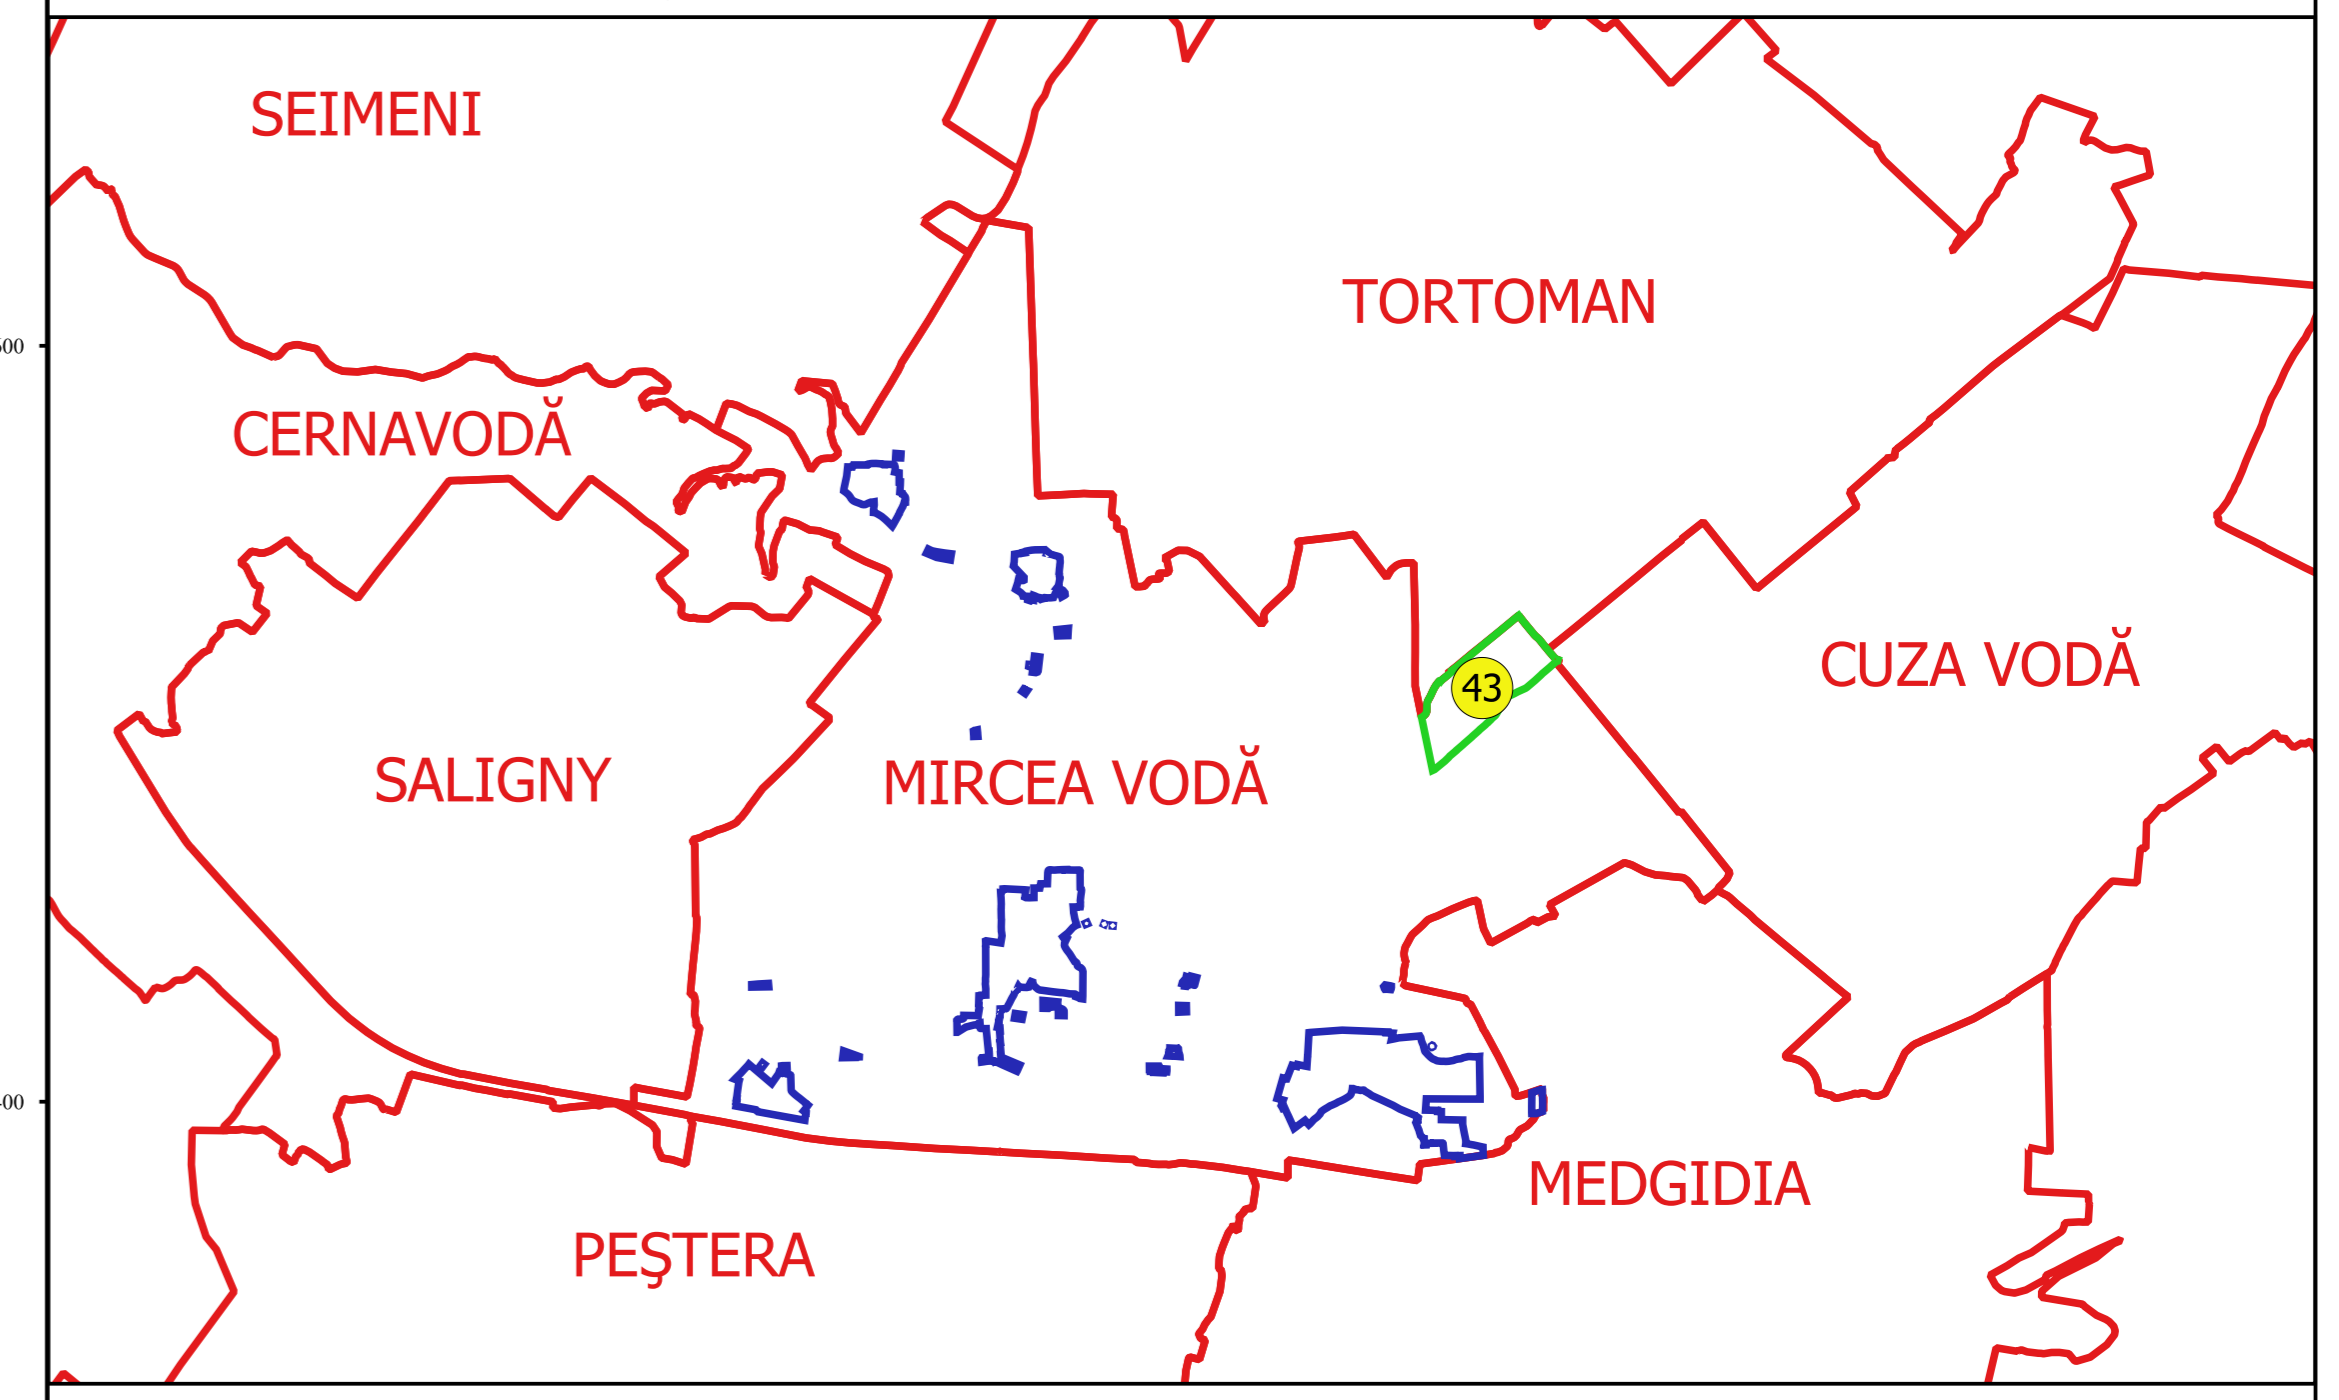 SEIMENI
TORTOMAN
CERNAVODĂ
CUZA VODĂ
43
SALIGNY
MIRCEA VODĂ
MEDGIDIA
PEŞTERA